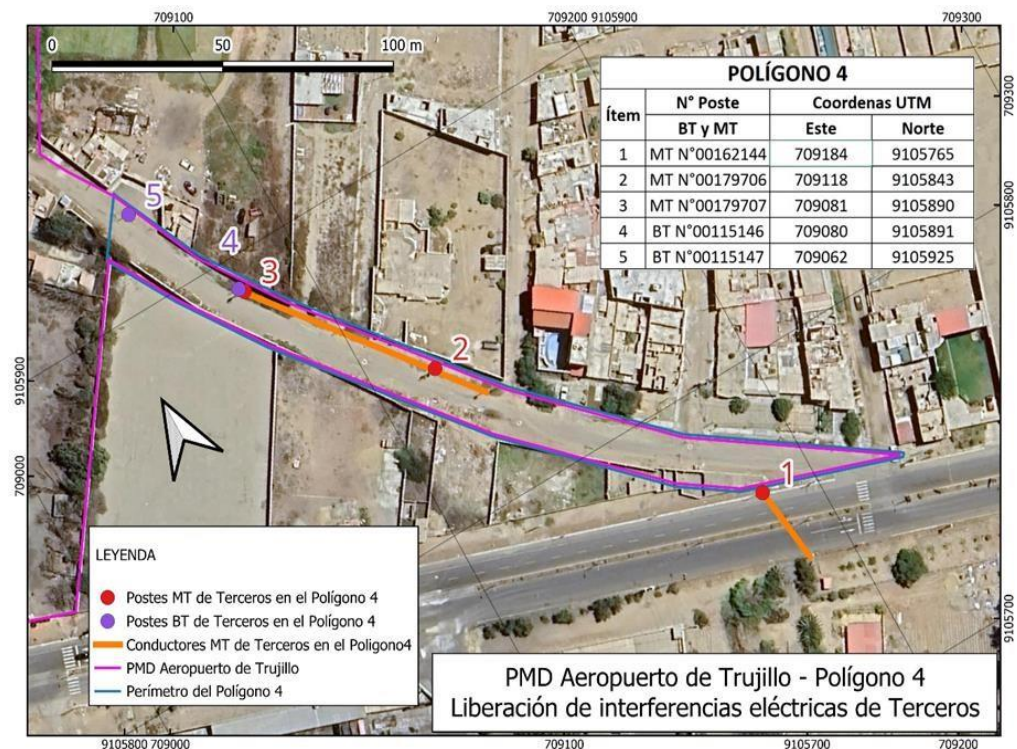 709100
709200 9105900
709300
0 50 100 m
POLÍGONO 4
Ítem N° Poste Coordenas UTM
BT y MT Este Norte
1 MT N°00162144 709184 9105765
2 MT N°00179706 709118 9105843
3 MT N°00179707 709081 9105890
4 BT N°00115146 709080 9105891
5 BT N°00115147 709062 9105925
709300
9105800
5
4
3
2
1
9105900
709000
9105700
LEYENDA
Postes MT de Terceros en el Polígono 4
Postes BT de Terceros en el Polígono 4
Conductores MT de Terceros en el Poligono4
PMD Aeropuerto de Trujillo
Perímetro del Polígono 4
PMD Aeropuerto de Trujillo - Polígono 4
Liberación de interferencias eléctricas de Terceros
9105800 709000
709100
9105700
709200